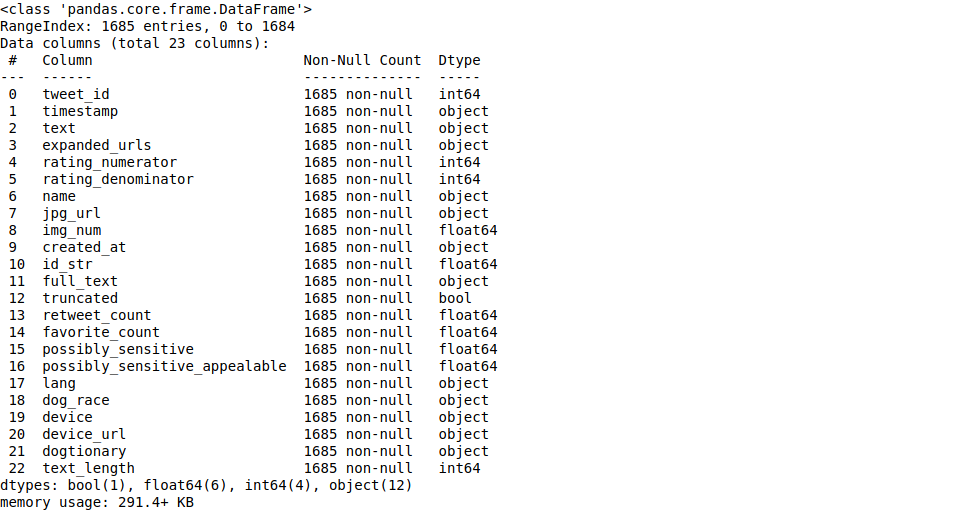 <class 'pandas.core.frame.DataFrame'>
RangeIndex: 1685 entries, 0 to 1684
Data columns (total 23 columns):
 #   Column                         Non-Null Count  Dtype
---  ------                         --------------  -----
 0   tweet_id                       1685 non-null   int64
 1   timestamp                      1685 non-null   object
 2   text                           1685 non-null   object
 3   expanded_urls                  1685 non-null   object
 4   rating_numerator               1685 non-null   int64
 5   rating_denominator             1685 non-null   int64
 6   name                           1685 non-null   object
 7   jpg_url                        1685 non-null   object
 8   img_num                        1685 non-null   float64
 9   created_at                     1685 non-null   object
 10  id_str                         1685 non-null   float64
 11  full_text                      1685 non-null   object
 12  truncated                      1685 non-null   bool
 13  retweet_count                  1685 non-null   float64
 14  favorite_count                 1685 non-null   float64
 15  possibly_sensitive             1685 non-null   float64
 16  possibly_sensitive_appealable  1685 non-null   float64
 17  lang                           1685 non-null   object
 18  dog_race                       1685 non-null   object
 19  device                         1685 non-null   object
 20  device_url                     1685 non-null   object
 21  dogtionary                     1685 non-null   object
 22  text_length                    1685 non-null   int64
dtypes: bool(1), float64(6), int64(4), object(12)
memory usage: 291.4+ KB